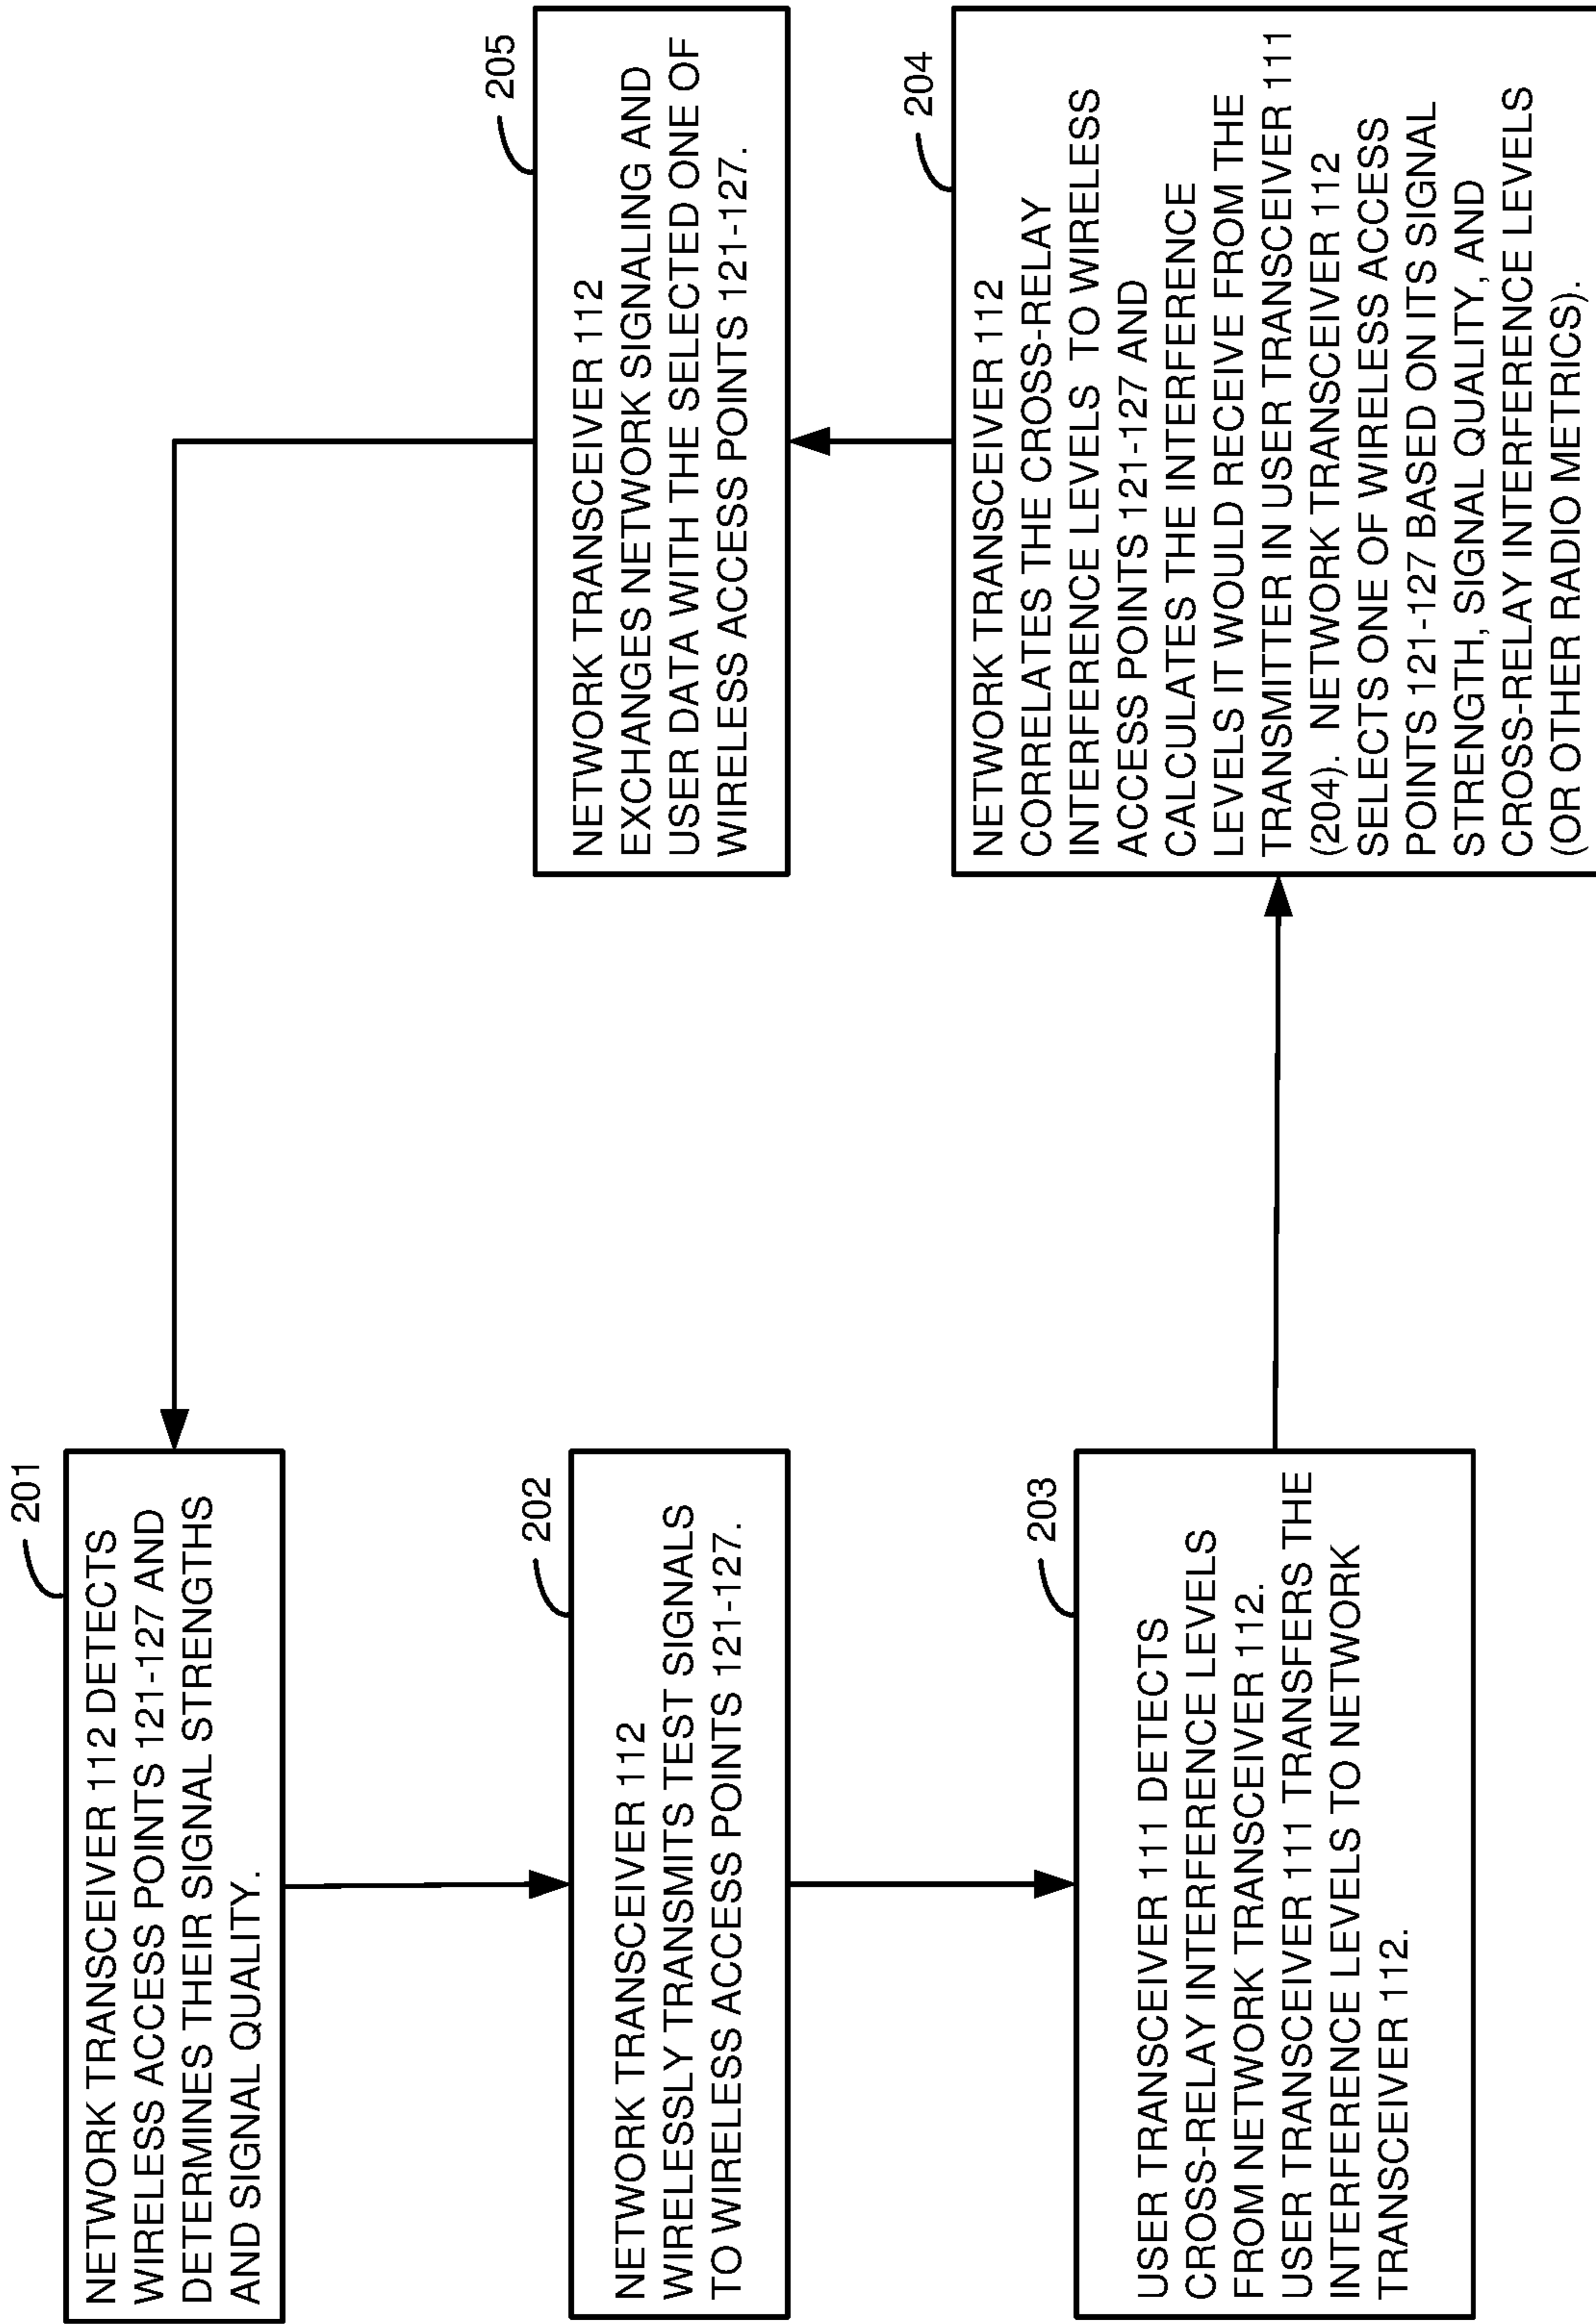 201
NETWORK TRANSCEIVER 112 DETECTS
WIRELESS ACCESS POINTS 121-127 AND
DETERMINES THEIR SIGNAL STRENGTHS
AND SIGNAL QUALITY.
202
NETWORK TRANSCEIVER 112
WIRELESSLY TRANSMITS TEST SIGNALS
TO WIRELESS ACCESS POINTS 121-127.
203
USER TRANSCEIVER 111 DETECTS
CROSS-RELAY INTERFERENCE LEVELS
FROM NETWORK TRANSCEIVER 112.
USER TRANSCEIVER 111 TRANSFERS THE
INTERFERENCE LEVELS TO NETWORK
TRANSCEIVER 112.
204
NETWORK TRANSCEIVER 112
CORRELATES THE CROSS-RELAY
INTERFERENCE LEVELS TO WIRELESS
ACCESS POINTS 121-127 AND
CALCULATES THE INTERFERENCE
LEVELS IT WOULD RECEIVE FROM THE
TRANSMITTER IN USER TRANSCEIVER 111
(204). NETWORK TRANSCEIVER 112
SELECTS ONE OF WIRELESS ACCESS
POINTS 121-127 BASED ON ITS SIGNAL
STRENGTH, SIGNAL QUALITY, AND
CROSS-RELAY INTERFERENCE LEVELS
(OR OTHER RADIO METRICS).
205
NETWORK TRANSCEIVER 112
EXCHANGES NETWORK SIGNALING AND
USER DATA WITH THE SELECTED ONE OF
WIRELESS ACCESS POINTS 121-127.